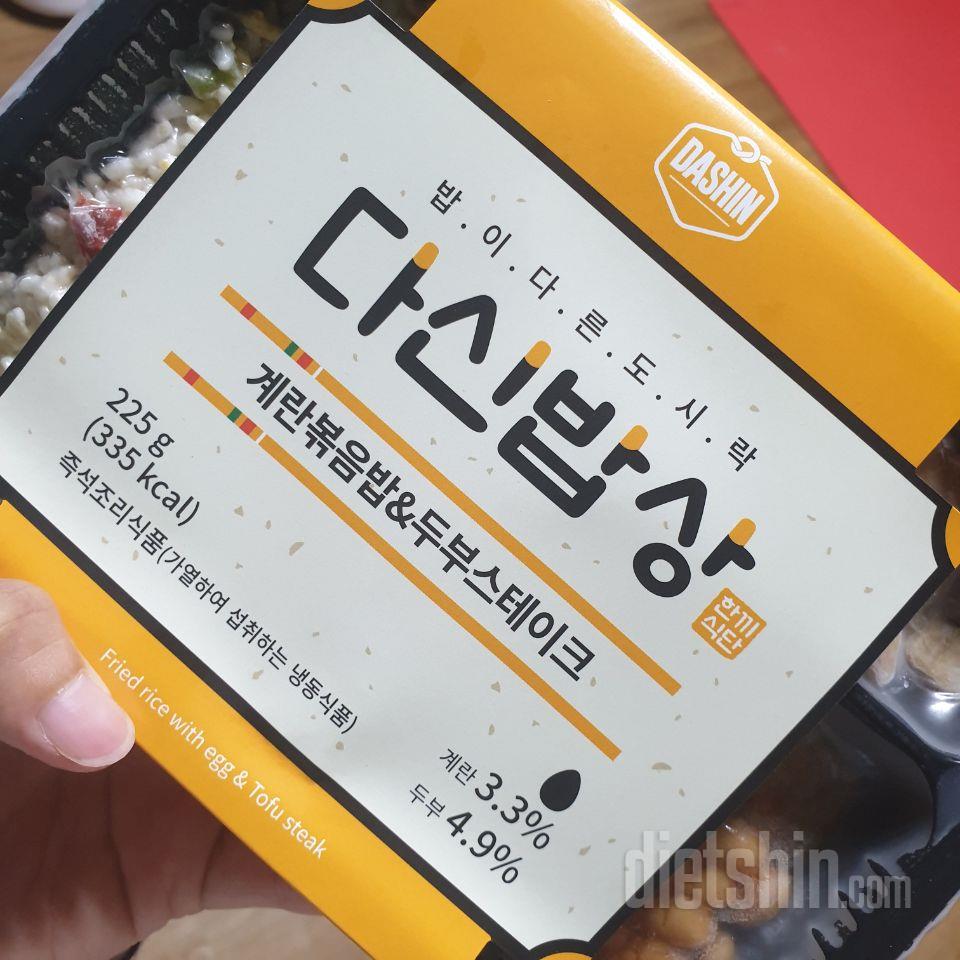 DASHIN
밥.이.다.른.도.시.락
다신밥상
한끼
식단
계란볶음밥&두부스테이크
225 g
(335 kcal)
즉석조리식품(가열하여 섭취하는 냉동식품)
계란 3.3%
두부 4.9%
Fried rice with egg & Tofu steak
dietshin.com